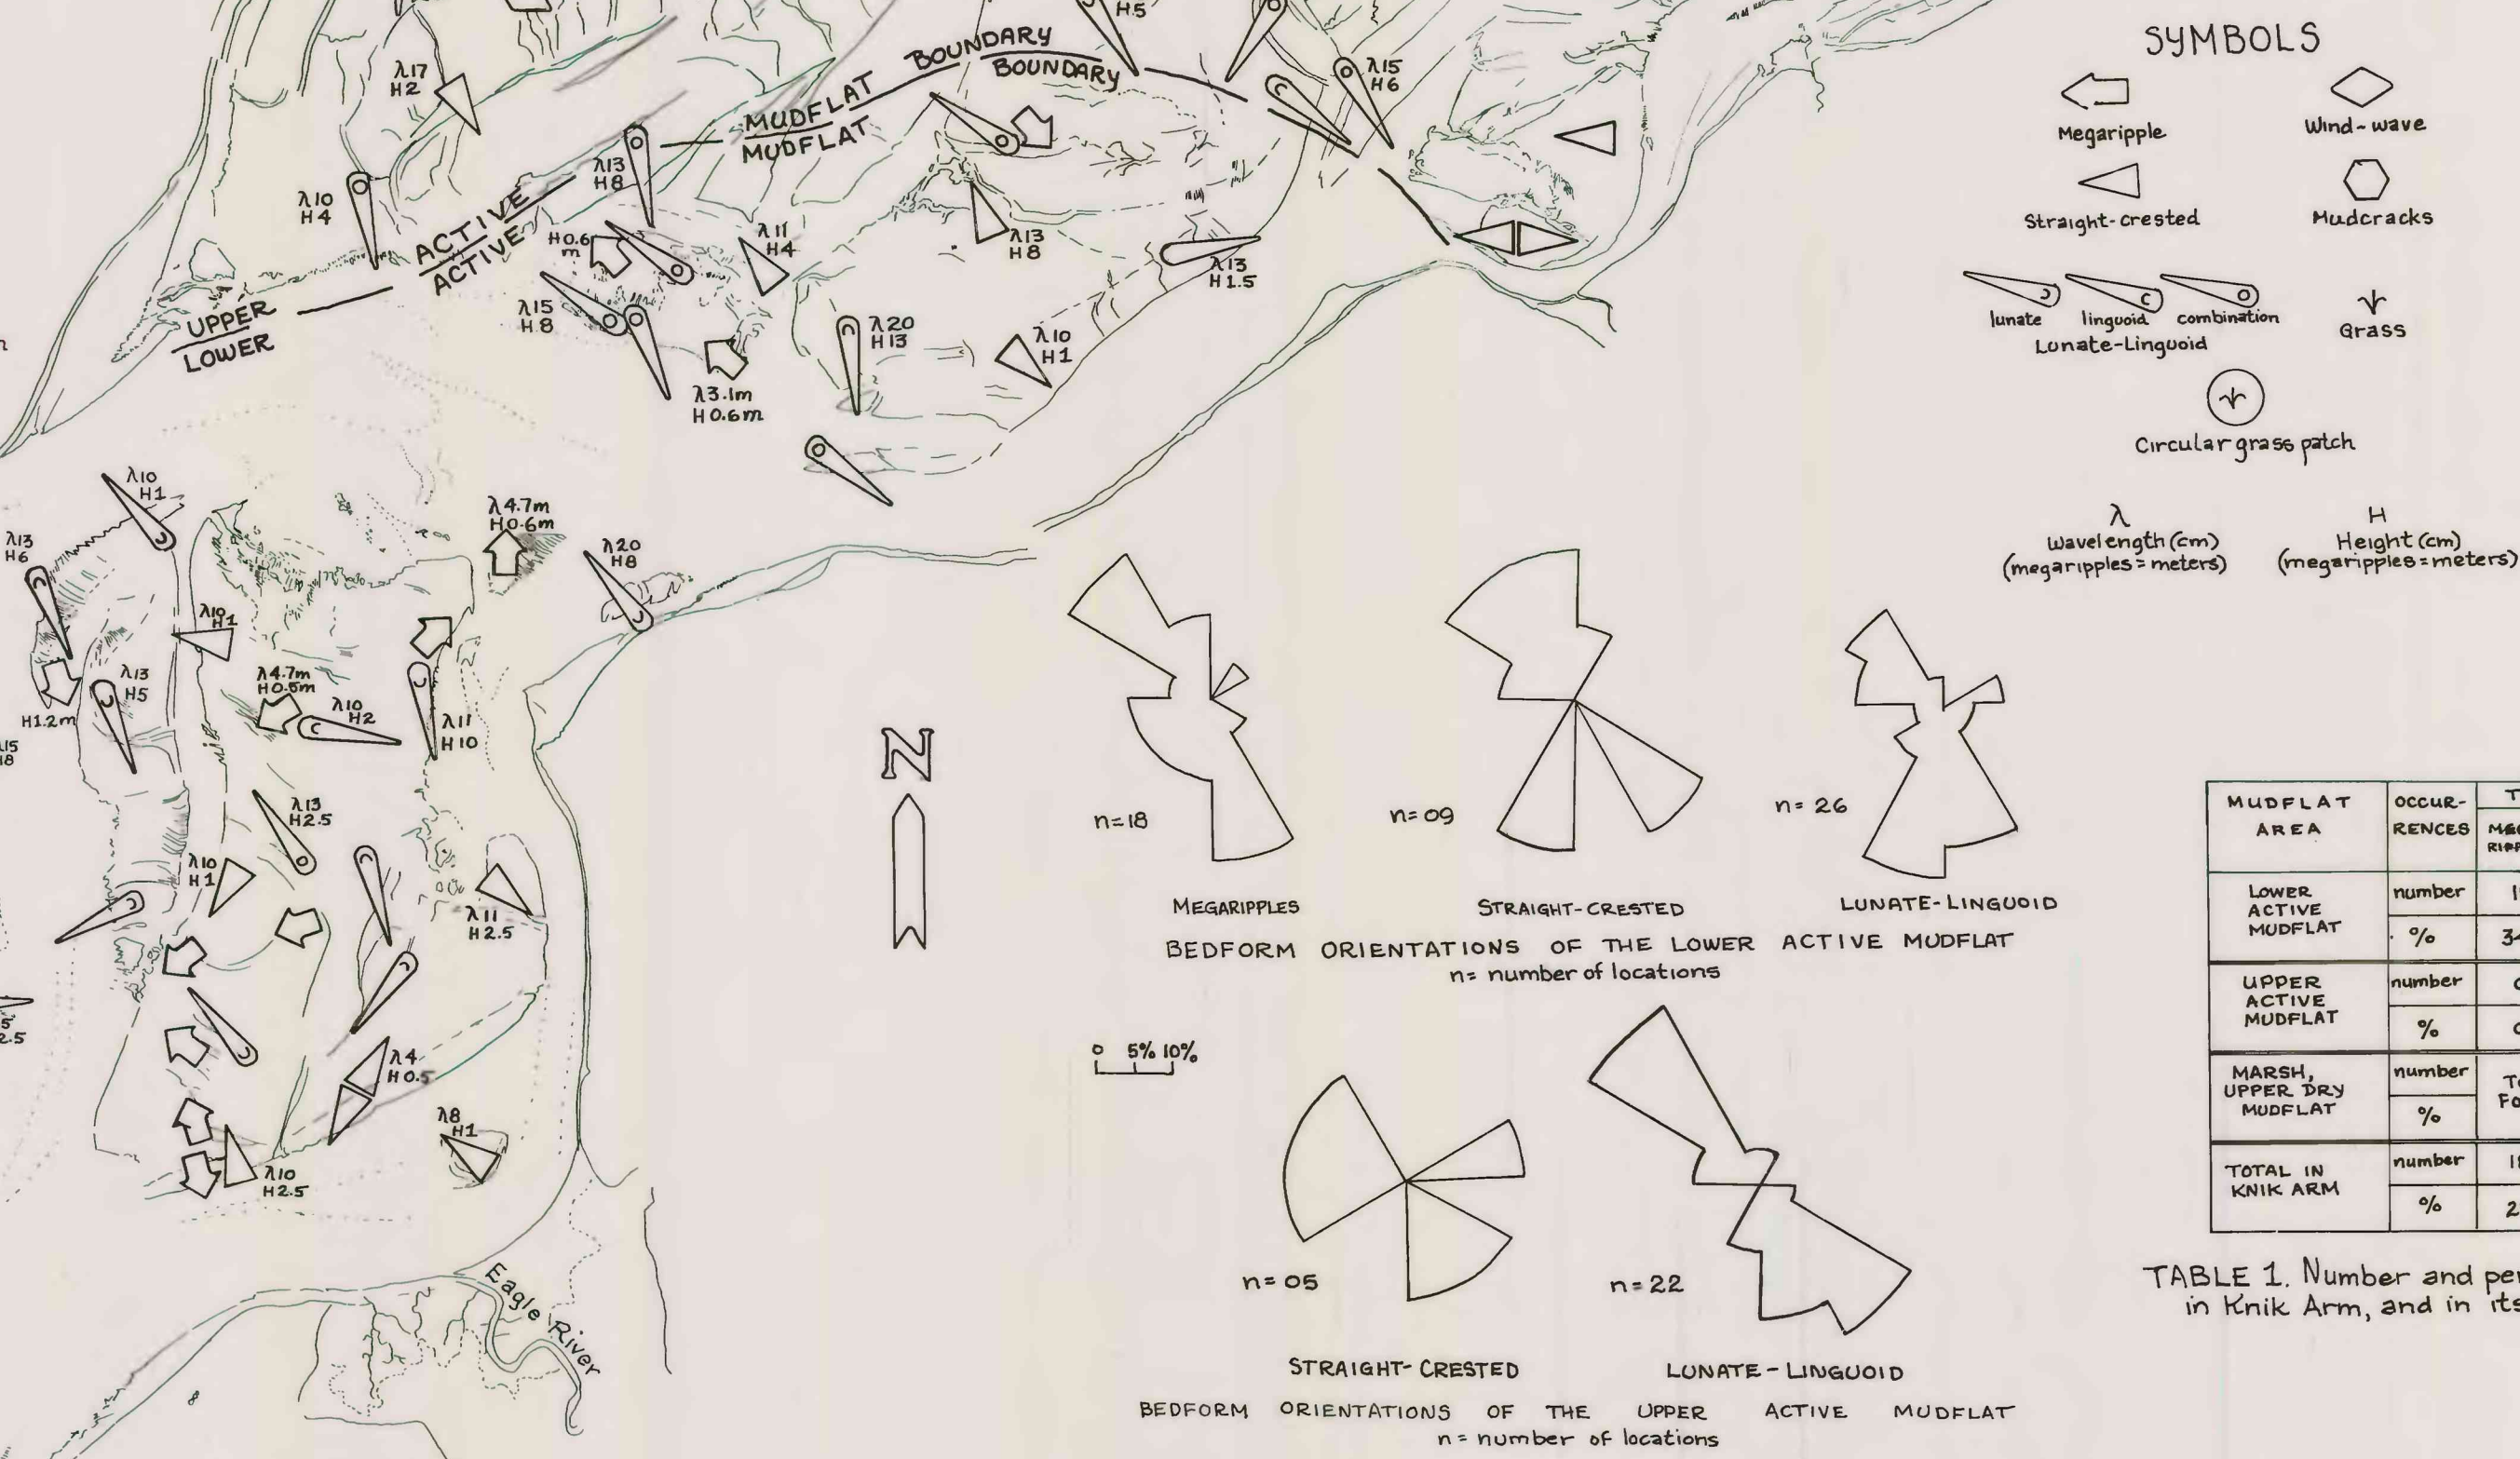 H.5
λ17
H2
BOUNDARY
BOUNDARY
MUDFLAT
MUDFLAT
λ15
H6
λ13
H8
λ10
H4
ACTIVE
ACTIVE
H0.6
m
λ11
H4
λ13
H8
λ13
H1.5
UPPER
LOWER
λ15
H8
λ20
H13
λ10
H1
λ3.1m
H0.6m
λ10
H1
λ4.7m
H0.6m
λ13
H6
λ20
H8
λ10
H1
λ13
H5
λ4.7m
H0.5m
H1.2m
λ10
H2
λ11
H10
λ13
H2.5
λ10
H1
λ11
H2.5
λ4
H0.5
λ8
H1
λ10
H2.5
Eagle River
SYMBOLS
Megaripple
Wind-wave
Straight-crested
Mudcracks
lunate linguoid combination
Lunate-Linguoid
Grass
Circular grass patch
λ
Wavelength (cm)
(megaripples=meters)
H
Height (cm)
(megaripples=meters)
N
n=18
n=09
n=26
MEGARIPPLES
STRAIGHT-CRESTED
LUNATE-LINGUOID
BEDFORM ORIENTATIONS OF THE LOWER ACTIVE MUDFLAT
n= number of locations
0 5% 10%
n=05
n=22
STRAIGHT-CRESTED
LUNATE-LINGUOID
BEDFORM ORIENTATIONS OF THE UPPER ACTIVE MUDFLAT
n= number of locations
MUDFLAT
AREA
OCCUR-
RENCES
LOWER
ACTIVE
MUDFLAT
number
%
UPPER
ACTIVE
MUDFLAT
number
%
MARSH,
UPPER DRY
MUDFLAT
number
%
TOTAL IN
KNIK ARM
number
%
TABLE 1. Number and
in Knik Arm, and in its